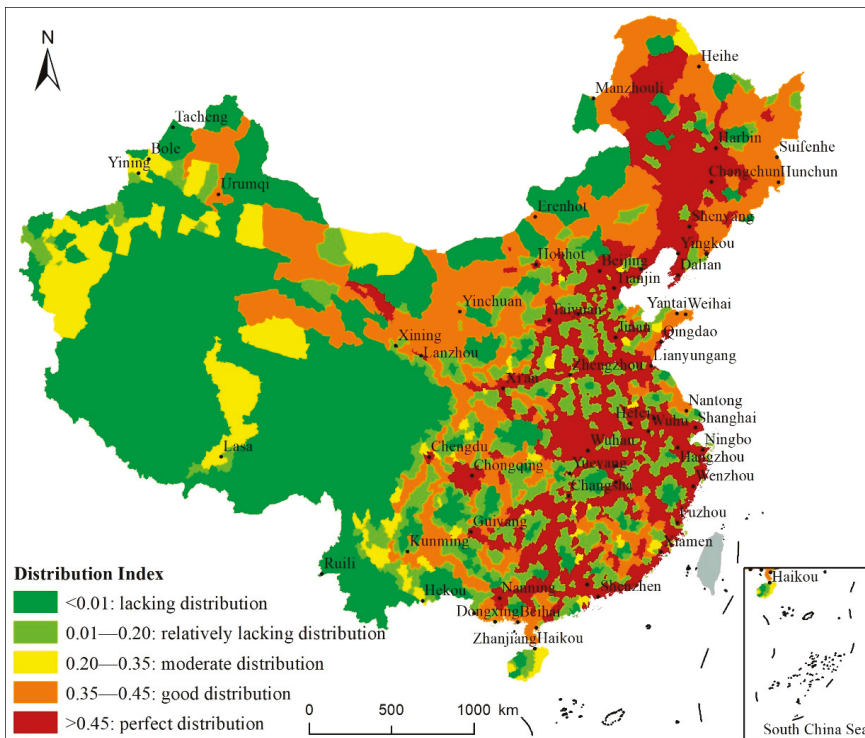 N
Heihe
Manzhouli
Tacheng
Harbin
Suifenhe
Bole
Yining
Changchun
Hunchun
Urumqi
Erenhot
Shenyang
Yingkou
Hohhot
Beijing
Dalian
Tianjin
Yinchuan
Yantai
Weihai
Taiyuan
Jinan
Qingdao
Xining
Lanzhou
Lianyungang
Zhengzhou
Xi'an
Nantong
Hefei
Shanghai
Wuhu
Ningbo
Lasa
Chengdu
Wuhan
Hangzhou
Yueyang
Chongqing
Wenzhou
Changsha
Guiyang
Fuzhou
Kunming
Xiamen
Ruili
Distribution Index
Haikou
Hekou
Nanning
Shenzhen
<0.01: lacking distribution
Dongxing
Beihai
0.01—0.20: relatively lacking distribution
Zhanjiang
Haikou
0.20—0.35: moderate distribution
0.35—0.45: good distribution
0 500 1000 km
>0.45: perfect distribution
South China Sea